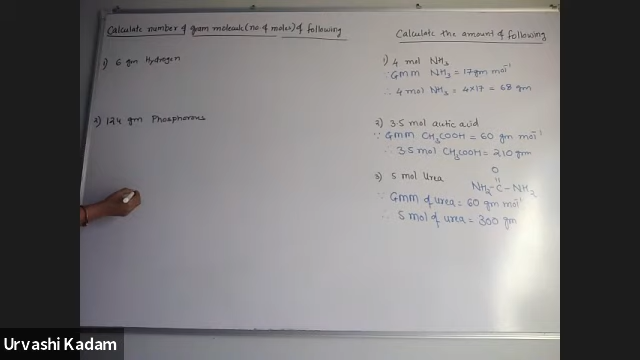 Calculate number of gram molecule (no of moles) of following
1) 6 gm Hydrogen
2) 124 gm Phosphorous
Calculate the amount of following
1) 4 mol NH₃
∵ GMM NH₃ = 17 gm mol⁻¹
∴ 4 mol NH₃ = 4×17 = 68 gm
2) 3.5 mol acetic acid
∵ GMM CH₃COOH = 60 gm mol⁻¹
∴ 3.5 mol CH₃COOH = 210 gm
3) 5 mol Urea
O
||
NH₂-C-NH₂
∵ GMM of urea = 60 gm mol⁻¹
∴ 5 mol of urea = 300 gm
Urvashi Kadam